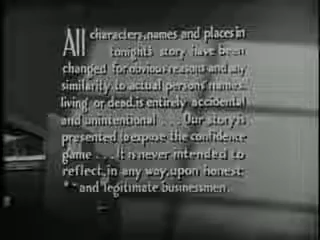 All characters, names and places in
tonight's story have been
changed for obvious reasons and any
similarity to actual persons' names,
living or dead, is entirely accidental
and unintentional . . . Our story is
presented to expose the confidence
game . . . It is never intended to
reflect, in any way, upon honest
and legitimate businessmen.